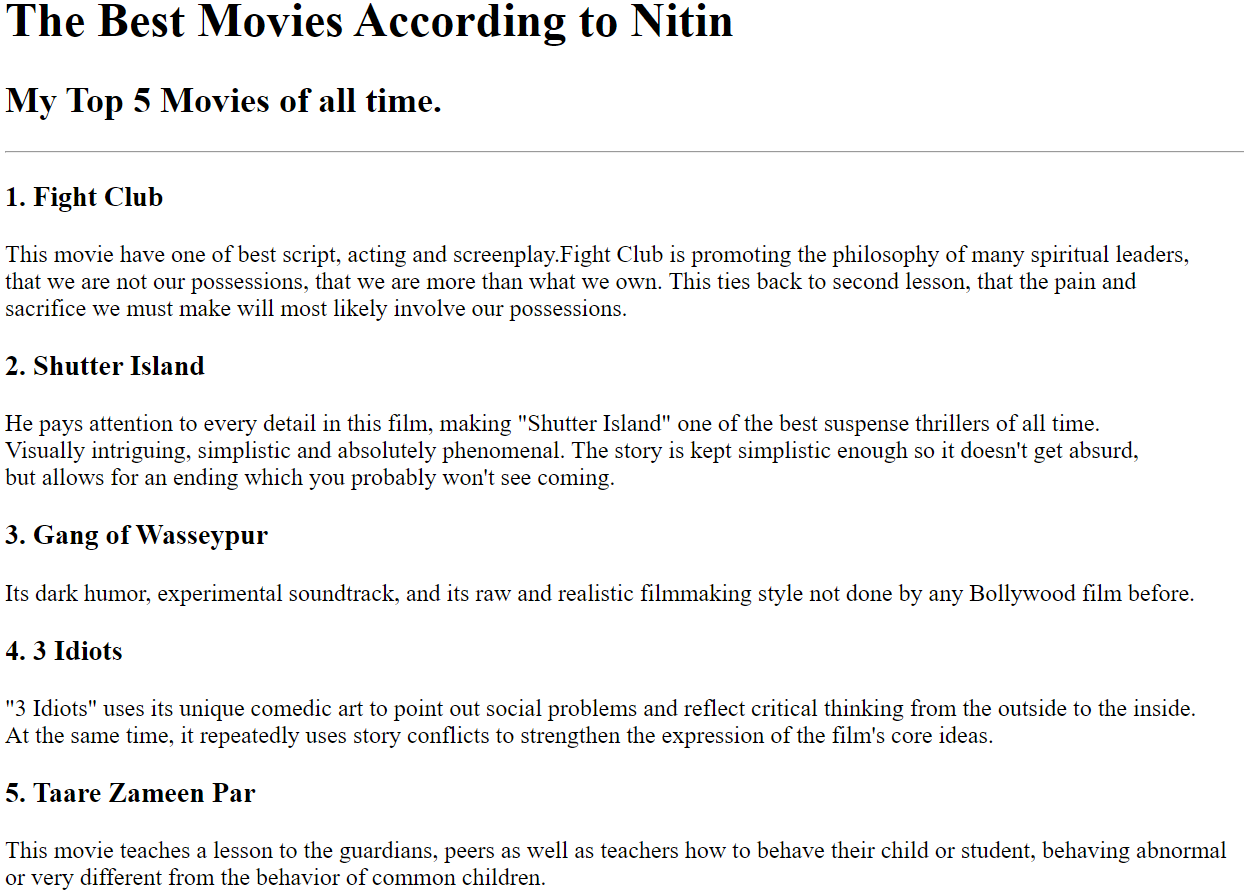 The Best Movies According to Nitin
My Top 5 Movies of all time.
1. Fight Club
This movie have one of best script, acting and screenplay.Fight Club is promoting the philosophy of many spiritual leaders,
that we are not our possessions, that we are more than what we own. This ties back to second lesson, that the pain and
sacrifice we must make will most likely involve our possessions.
2. Shutter Island
He pays attention to every detail in this film, making "Shutter Island" one of the best suspense thrillers of all time.
Visually intriguing, simplistic and absolutely phenomenal. The story is kept simplistic enough so it doesn't get absurd,
but allows for an ending which you probably won't see coming.
3. Gang of Wasseypur
Its dark humor, experimental soundtrack, and its raw and realistic filmmaking style not done by any Bollywood film before.
4. 3 Idiots
"3 Idiots" uses its unique comedic art to point out social problems and reflect critical thinking from the outside to the inside.
At the same time, it repeatedly uses story conflicts to strengthen the expression of the film's core ideas.
5. Taare Zameen Par
This movie teaches a lesson to the guardians, peers as well as teachers how to behave their child or student, behaving abnormal
or very different from the behavior of common children.